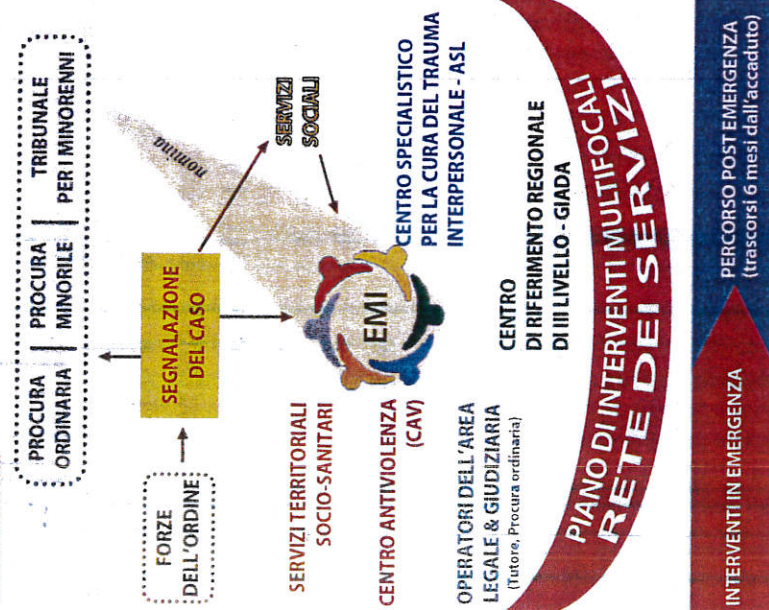 PROCURA
ORDINARIA
PROCURA
MINORILE
TRIBUNALE
PER I MINORENNI
FORZE
DELL'ORDINE
SEGNALAZIONE
DEL CASO
nomina
SERVIZI
SOCIALI
SERVIZI TERRITORIALI
SOCIO-SANITARI
CENTRO ANTIVIOLENZA
(CAV)
OPERATORI DELL'AREA
LEGALE & GIUDIZIARIA
(Tutore, Procura ordinaria)
EMI
CENTRO SPECIALISTICO
PER LA CURA DEL TRAUMA
INTERPERSONALE - ASL
CENTRO
DI RIFERIMENTO REGIONALE
DI III LIVELLO - GIADA
PIANO DI INTERVENTI MULTIFOCALI
RETE DEI SERVIZI
INTERVENTI IN EMERGENZA
PERCORSO POST EMERGENZA
(trascorsi 6 mesi dall'accaduto)